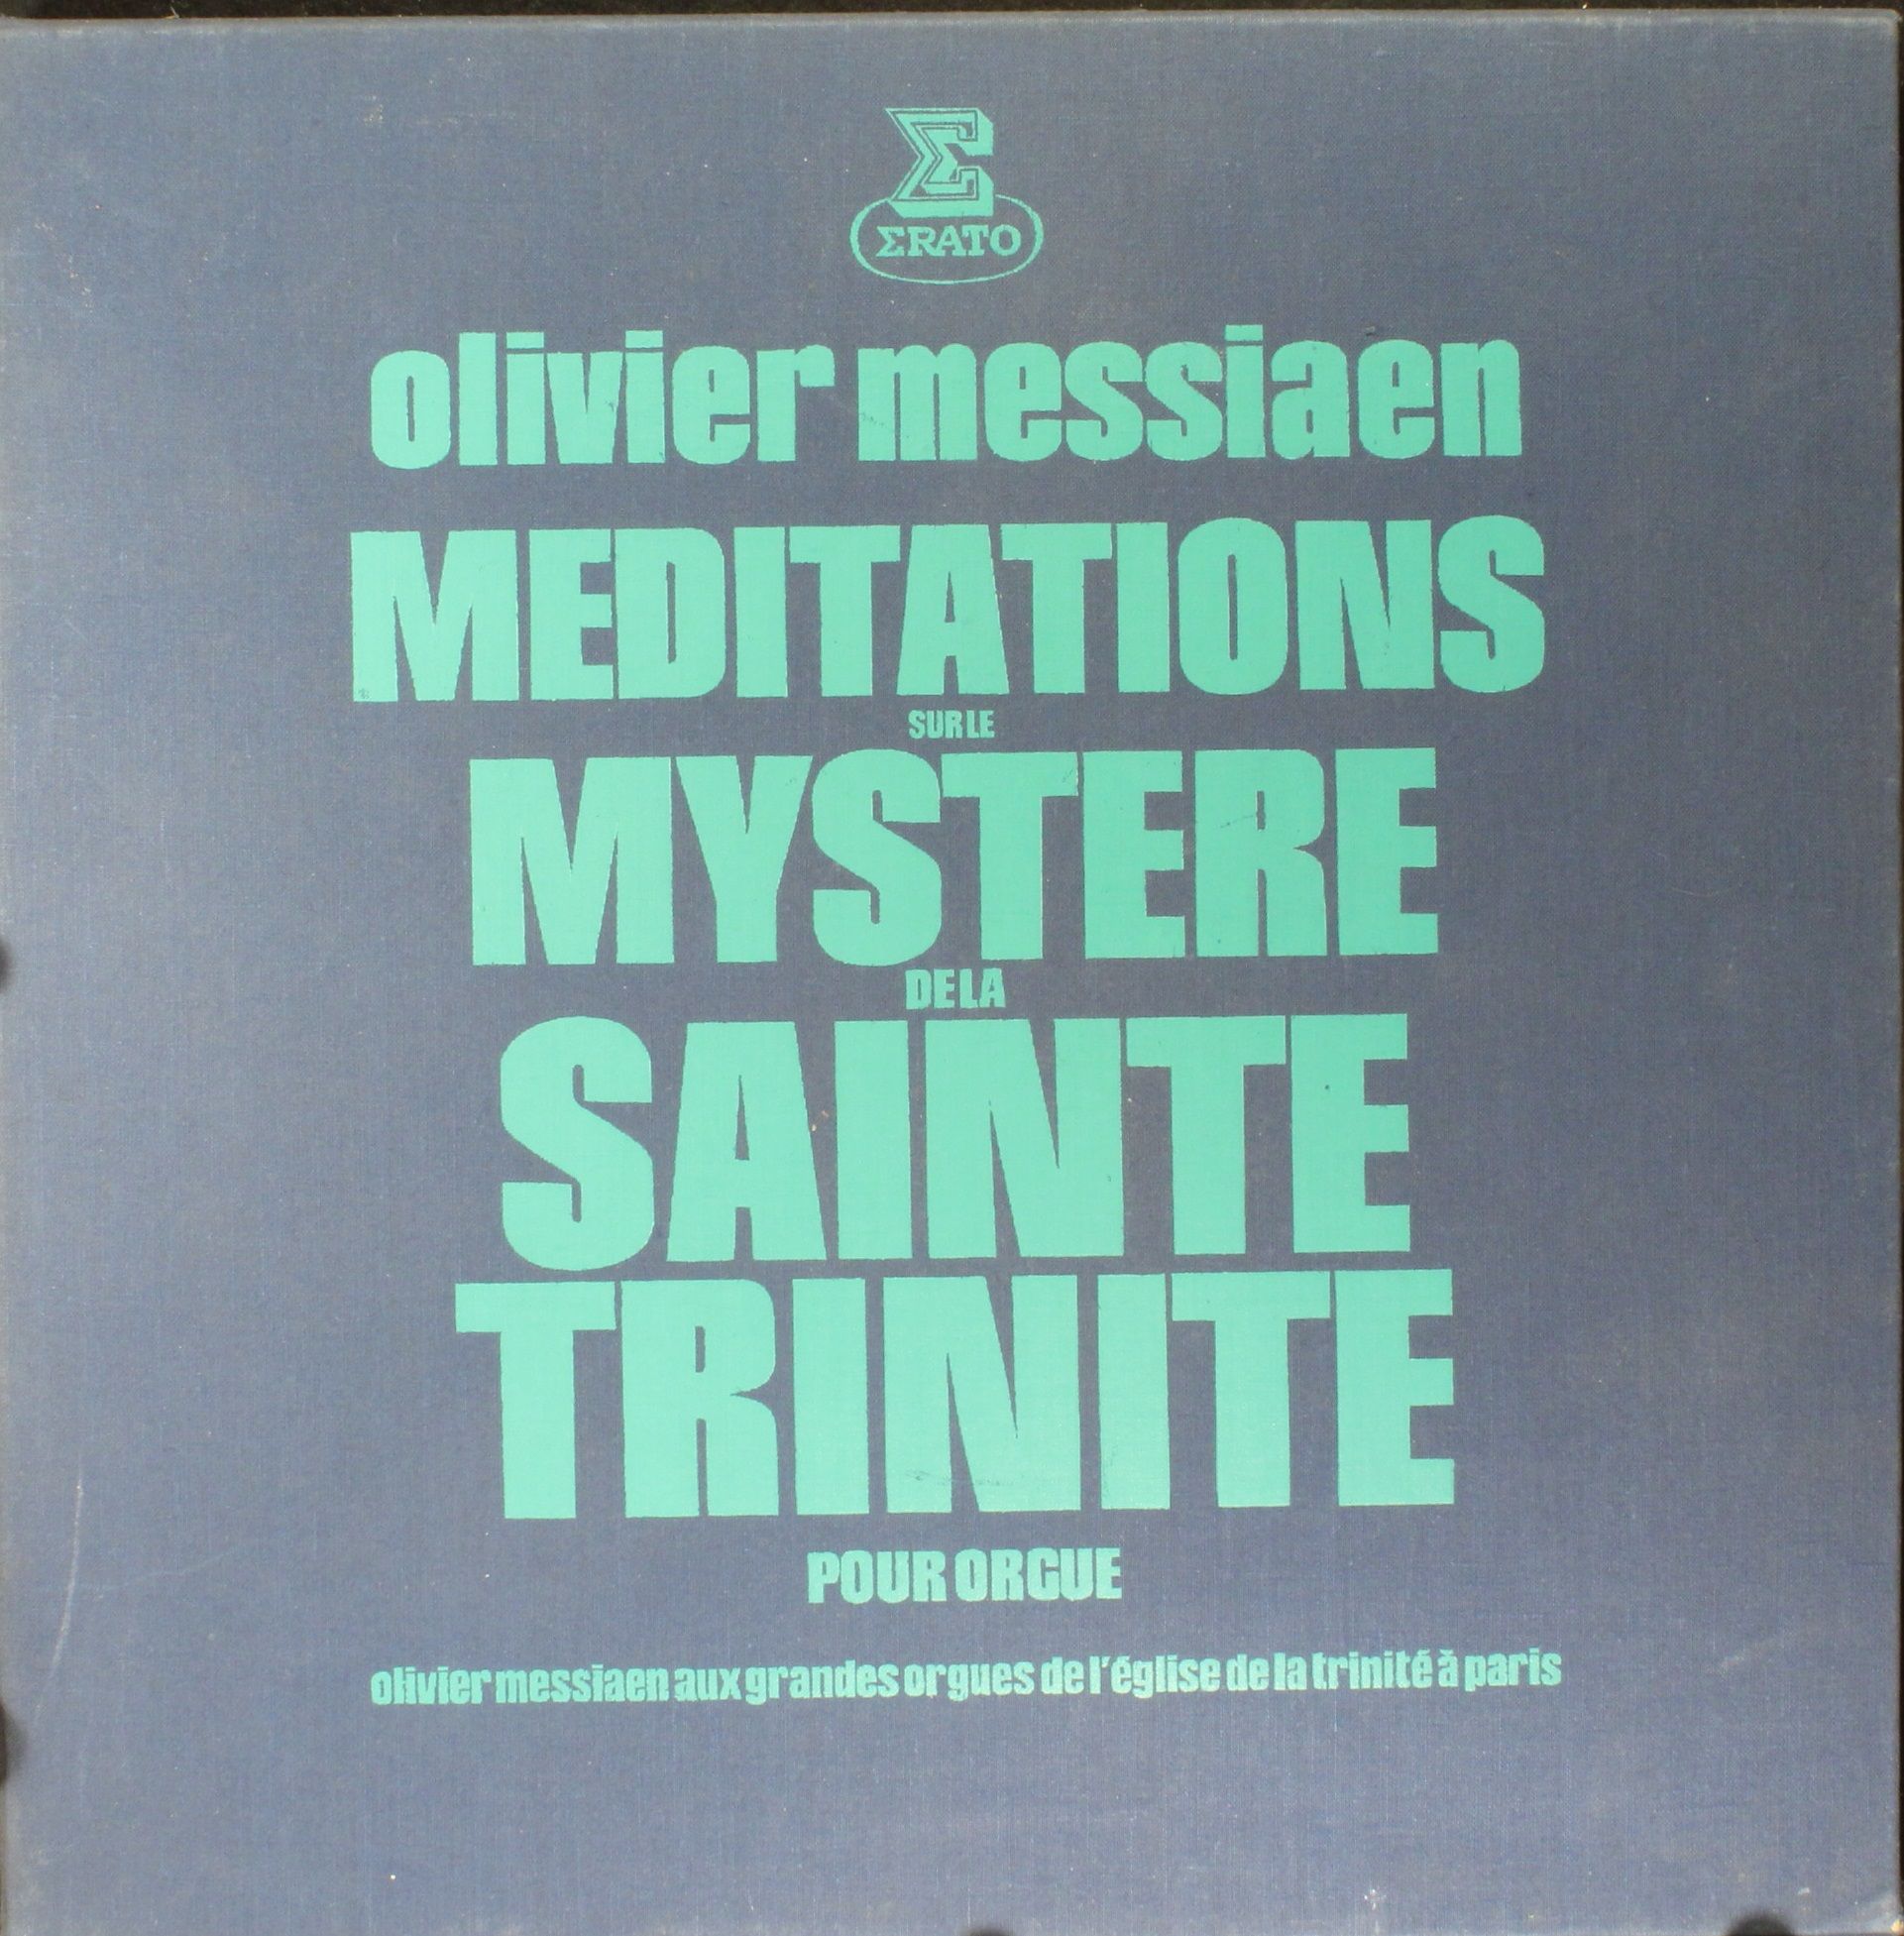 Σ
ΣRATO
olivier messiaen
MEDITATIONS
SUR LE
MYSTERE
DE LA
SAINTE
TRINITE
POUR ORGUE
olivier messiaen aux grandes orgues de l'église de la trinité à paris